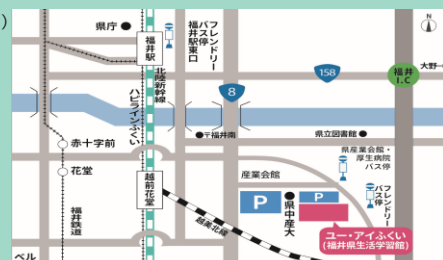 県庁
福井駅
フレンドリー
バス停
福井駅東口
北陸新幹線
ハピラインふくい
8
158
福井
I.C
大野
〒福井南
県立図書館
赤十字前
花堂
福井鉄道
越前花堂
越美北線
産業会館
県産業会館・
厚生病院
バス停
フレンドリー
バス停
P
P
県中産大
ユー・アイふくい
(福井県生活学習館)
ベル